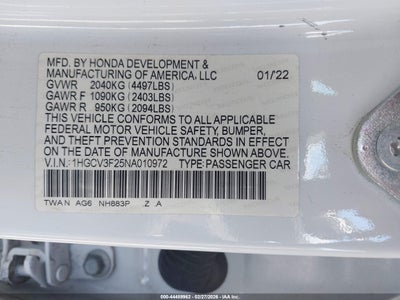 MFD. BY HONDA DEVELOPMENT &
MANUFACTURING OF AMERICA, LLC 01/22
GVWR 2040KG (4497LBS)
GAWR F 1090KG (2403LBS)
GAWR R 950KG (2094LBS)
THIS VEHICLE CONFORMS TO ALL APPLICABLE
FEDERAL MOTOR VEHICLE SAFETY, BUMPER,
AND THEFT PREVENTION STANDARDS IN EFFECT
ON THE DATE OF MANUFACTURE SHOWN ABOVE.
V.I.N.: 1HGCV3F25NA010972 TYPE: PASSENGER CAR
TWA N AG6 NH883P Z A
000-44409963 02/27/2026 IAA Inc.